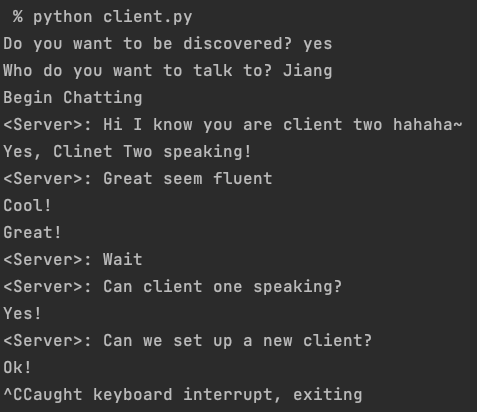 % python client.py
Do you want to be discovered? yes
Who do you want to talk to? Jiang
Begin Chatting
<Server>: Hi I know you are client two hahaha~
Yes, Clinet Two speaking!
<Server>: Great seem fluent
Cool!
Great!
<Server>: Wait
<Server>: Can client one speaking?
Yes!
<Server>: Can we set up a new client?
Ok!
^CCaught keyboard interrupt, exiting